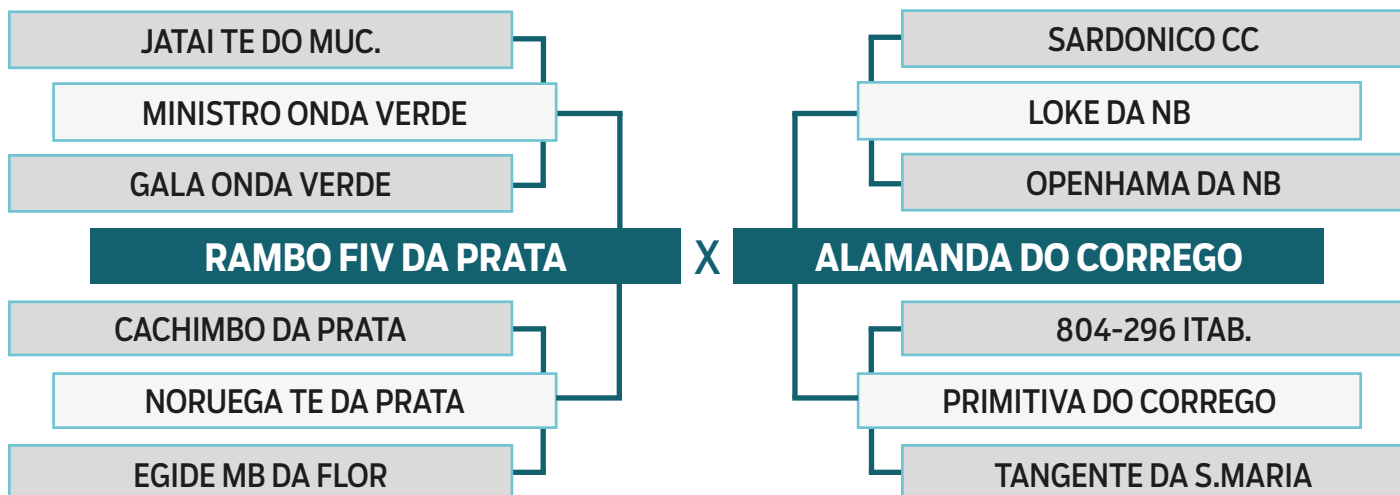 JATAI TE DO MUC.
MINISTRO ONDA VERDE
GALA ONDA VERDE
RAMBO FIV DA PRATA
CACHIMBO DA PRATA
NORUEGA TE DA PRATA
EGIDE MB DA FLOR
X
SARDONICO CC
LOKE DA NB
OPENHAMA DA NB
ALAMANDA DO CORREGO
804-296 ITAB.
PRIMITIVA DO CORREGO
TANGENTE DA S.MARIA